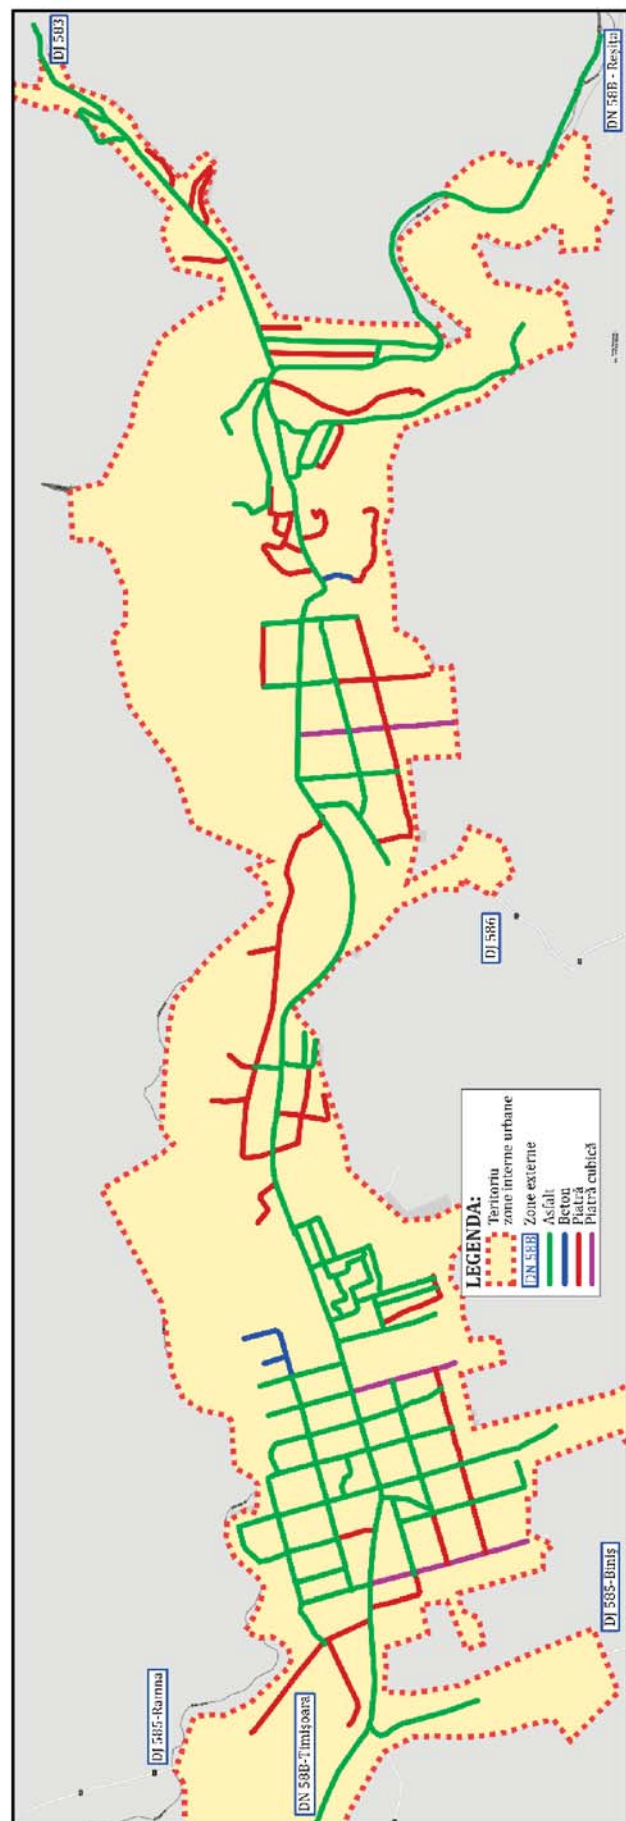 DJ 583
DN 58B - Reșița
DJ 586
LEGENDA:
Teritoriu
zone interne urbane
DN 58B
Zone externe
Asfalt
Beton
Piatră
Piatră cubică
DJ 585-Ramna
DN 58B-Timișoara
DJ 585-Biniș